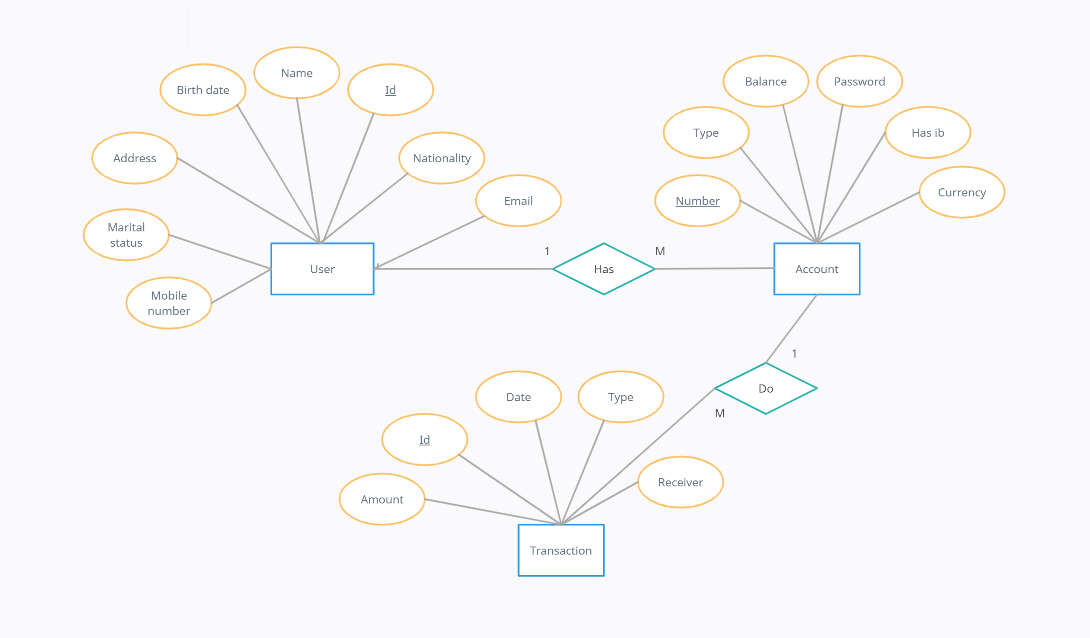 Name
Birth date
Id
Balance
Password
Type
Has ib
Address
Nationality
Currency
Email
Number
Marital
status
1
M
User
Has
Account
Mobile
number
1
Do
M
Date
Type
Id
Receiver
Amount
Transaction